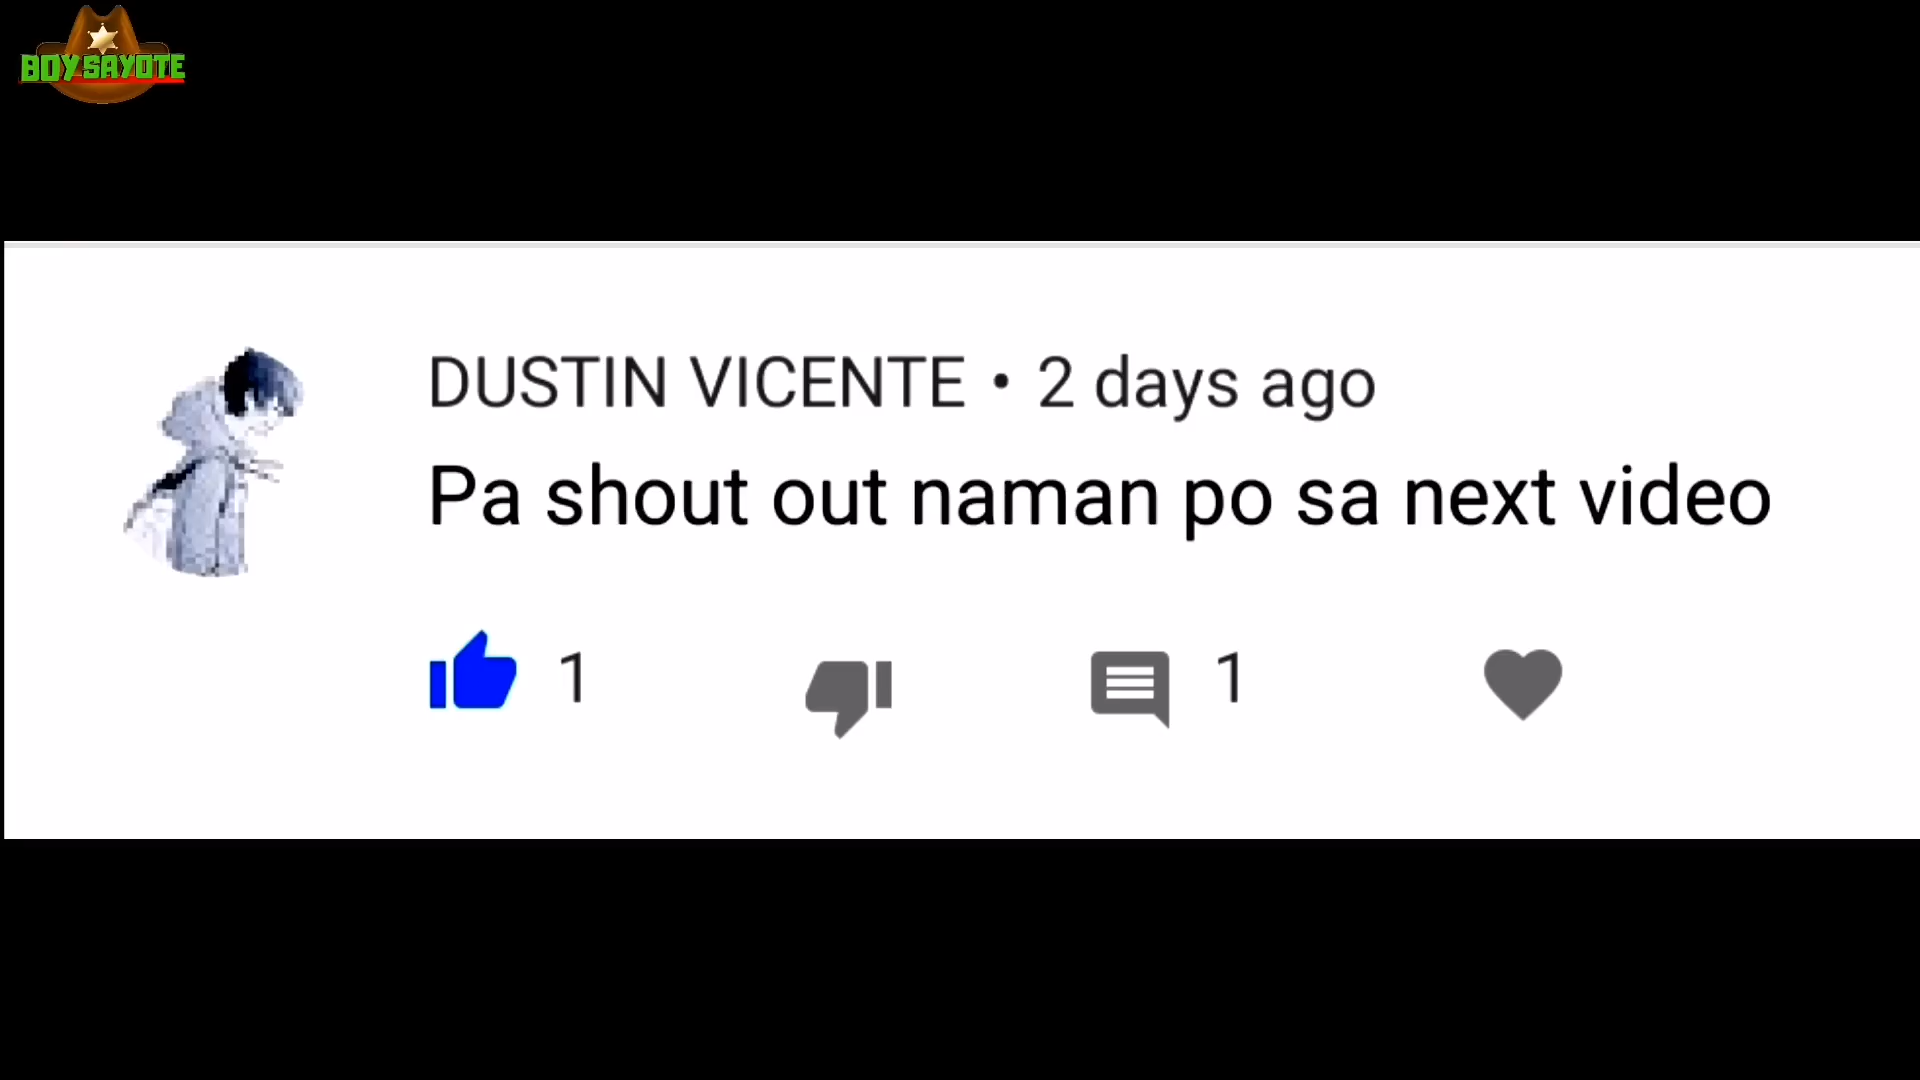 BOY SAYOTE
DUSTIN VICENTE • 2 days ago
Pa shout out naman po sa next video
1 1